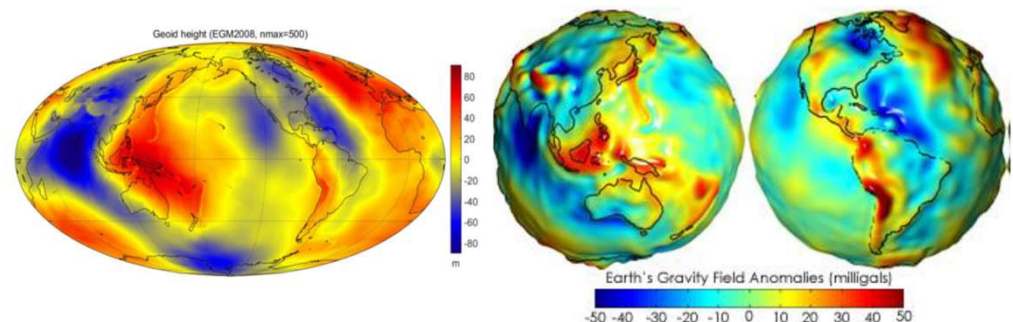 Geoid height (EGM2008, nmax=500)
80
60
40
20
0
-20
-40
-60
-80
m
Earth's Gravity Field Anomalies (milligals)
-50 -40 -30 -20 -10 0 10 20 30 40 50